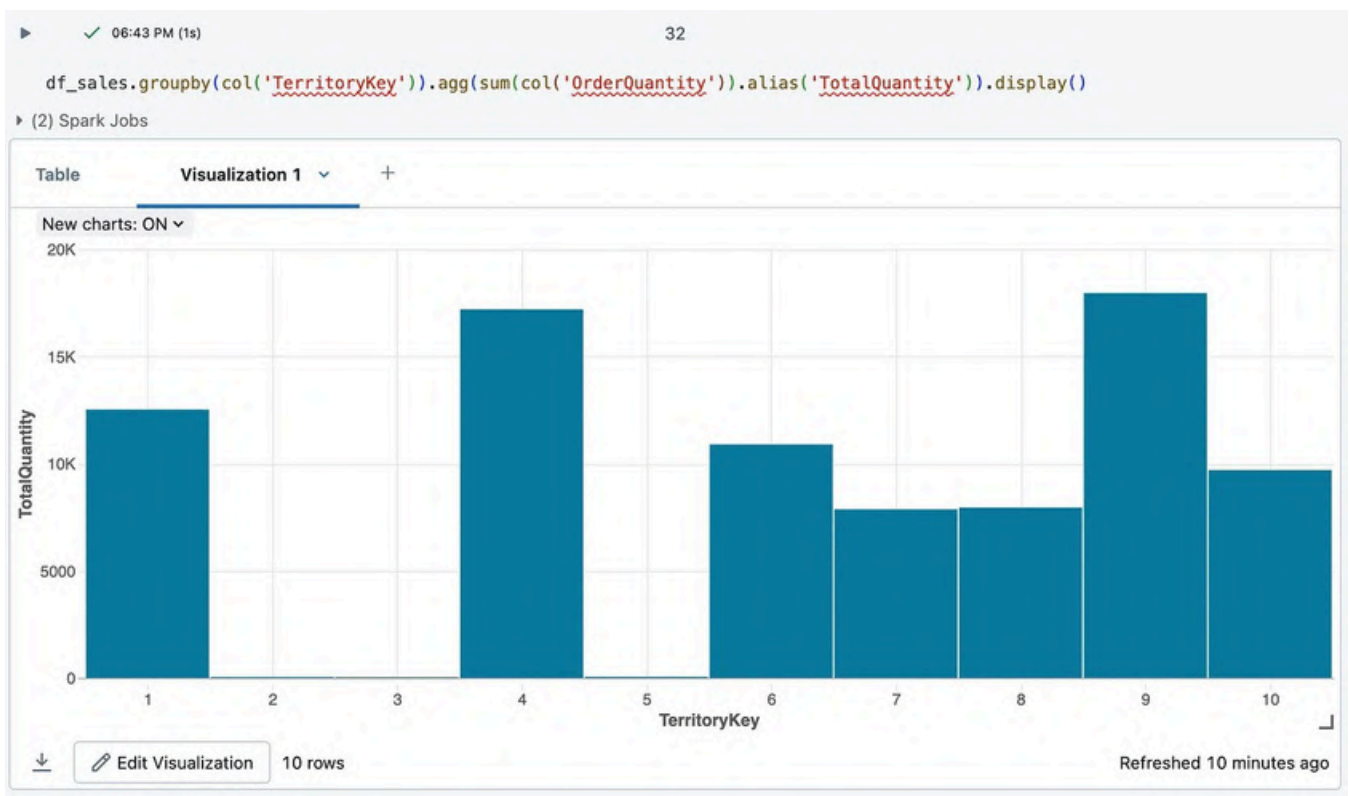 06:43 PM (1s)
32
df_sales.groupby(col('TerritoryKey')).agg(sum(col('OrderQuantity')).alias('TotalQuantity')).display()
(2) Spark Jobs
Table
Visualization 1
+
New charts: ON
20K
15K
10K
5000
0
TotalQuantity
1 2 3 4 5 6 7 8 9 10
TerritoryKey
Edit Visualization
10 rows
Refreshed 10 minutes ago